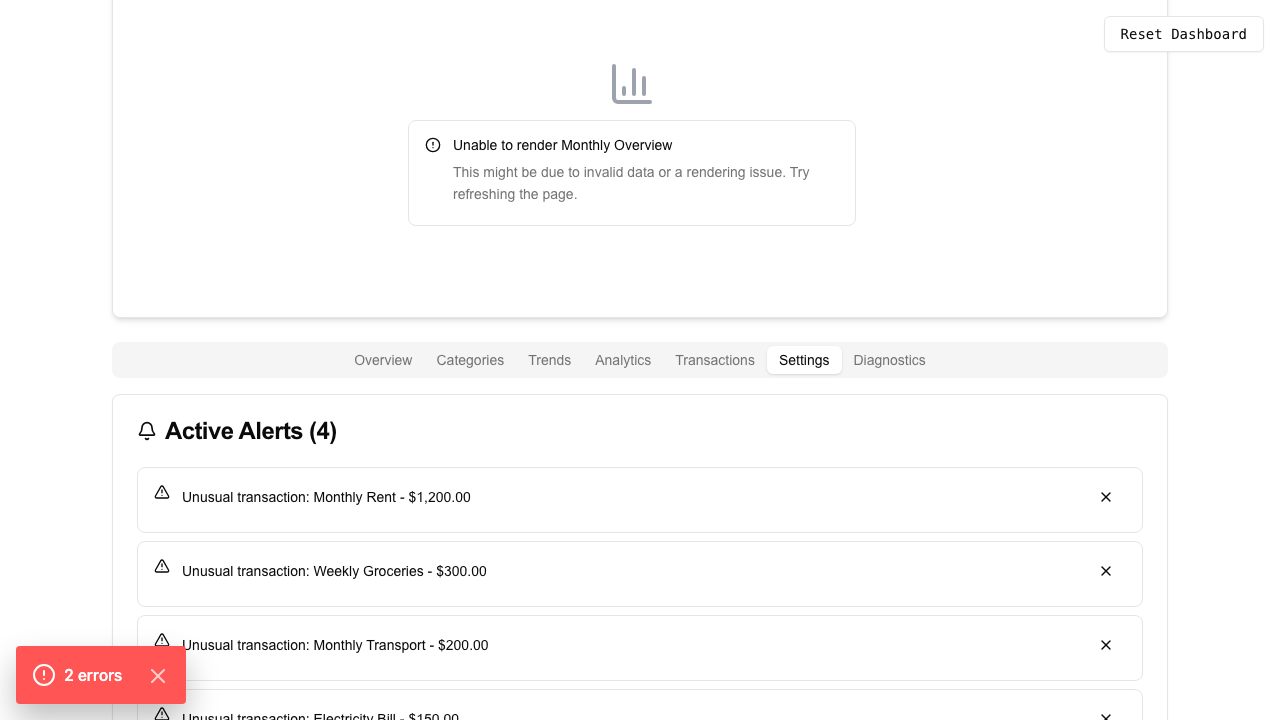 Reset Dashboard
Unable to render Monthly Overview
This might be due to invalid data or a rendering issue. Try
refreshing the page.
Overview Categories Trends Analytics Transactions Settings Diagnostics
Active Alerts (4)
Unusual transaction: Monthly Rent - $1,200.00
Unusual transaction: Weekly Groceries - $300.00
Unusual transaction: Monthly Transport - $200.00
2 errors
Unusual transaction: Electricity Bill - $150.00